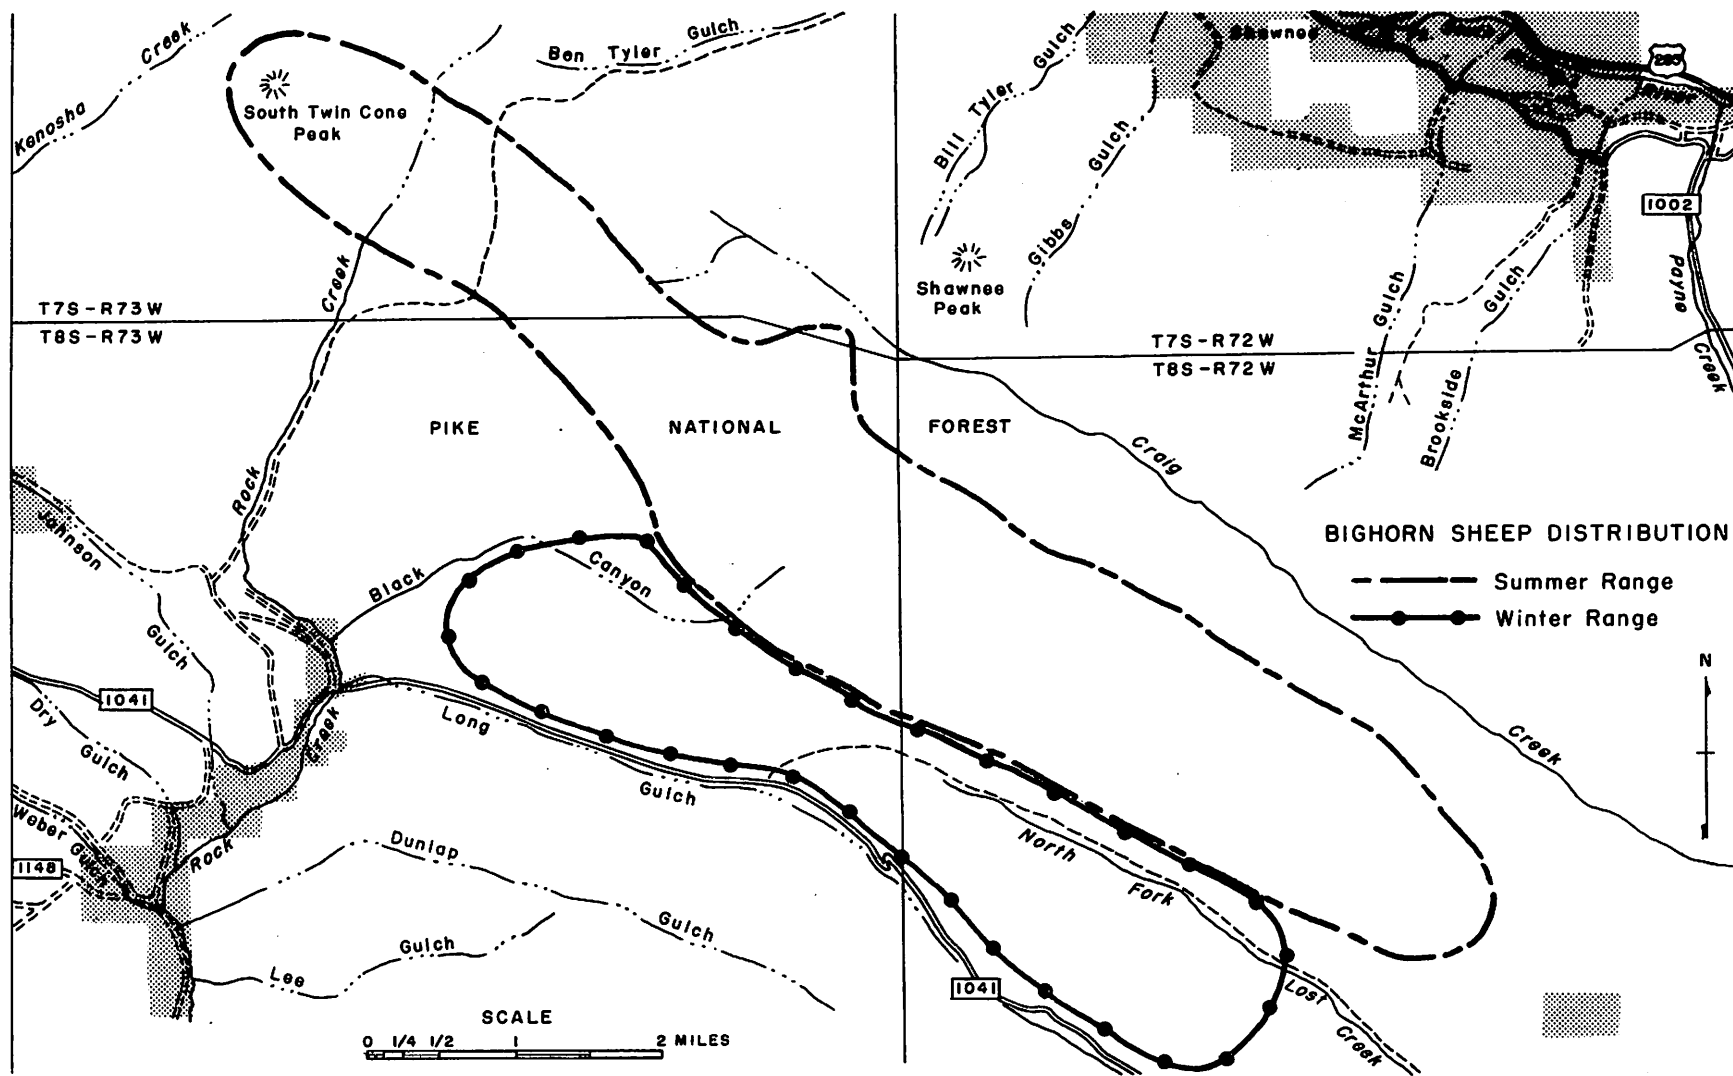 Kenosha Creek
South Twin Cone
Peak
Ben Tyler Gulch
Bill Tyler Gulch
Gibbs Gulch
Shawnee
285
River
1002
Payne Creek
Shawnee
Peak
McArthur Gulch
Brookside Gulch
T7S-R73W
T8S-R73W
T7S-R72W
T8S-R72W
Rock Creek
PIKE NATIONAL FOREST
Craig Creek
BIGHORN SHEEP DISTRIBUTION
Summer Range
Winter Range
N
Johnson Gulch
Black Canyon
1041
Dry Gulch
Long Gulch
Rock Creek
Weber Gulch
1148
Dunlap Gulch
Lee Gulch
North Fork Lost Creek
1041
SCALE
0 1/4 1/2 1 2 MILES